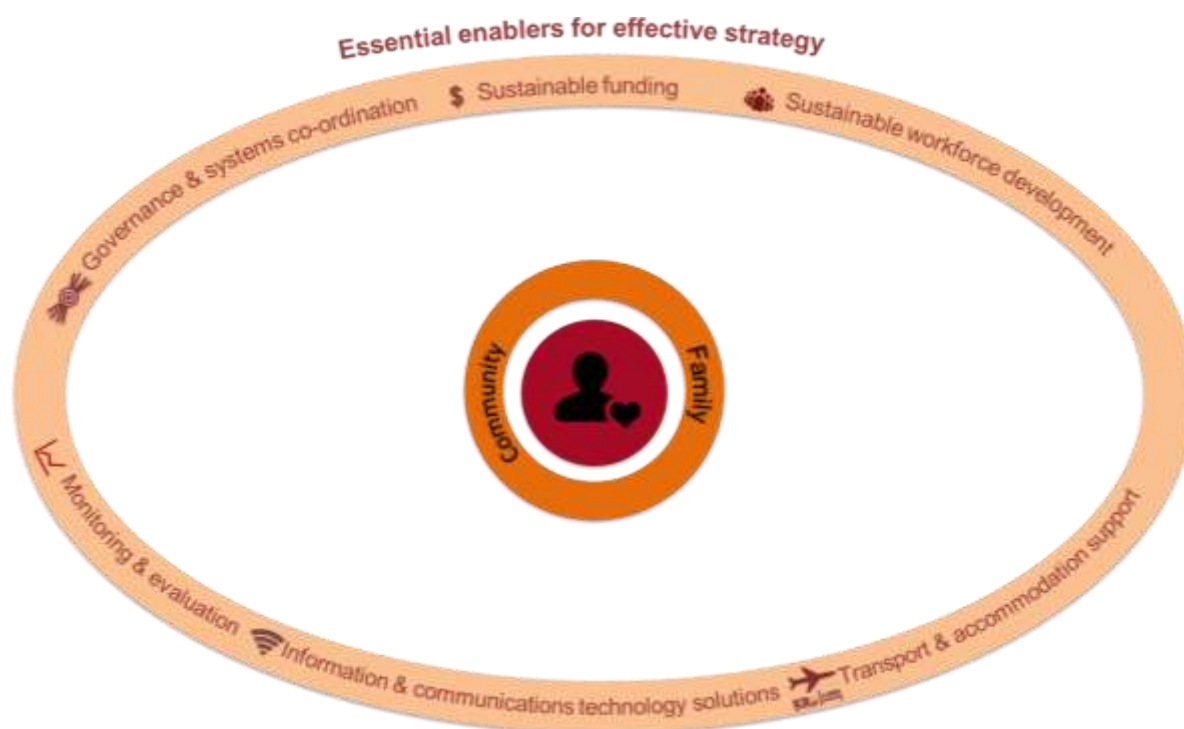 Essential enablers for effective strategy
Governance & systems co-ordination
$ Sustainable funding
Sustainable workforce development
Community
Family
Monitoring & evaluation
Information & communications technology solutions
Transport & accommodation support